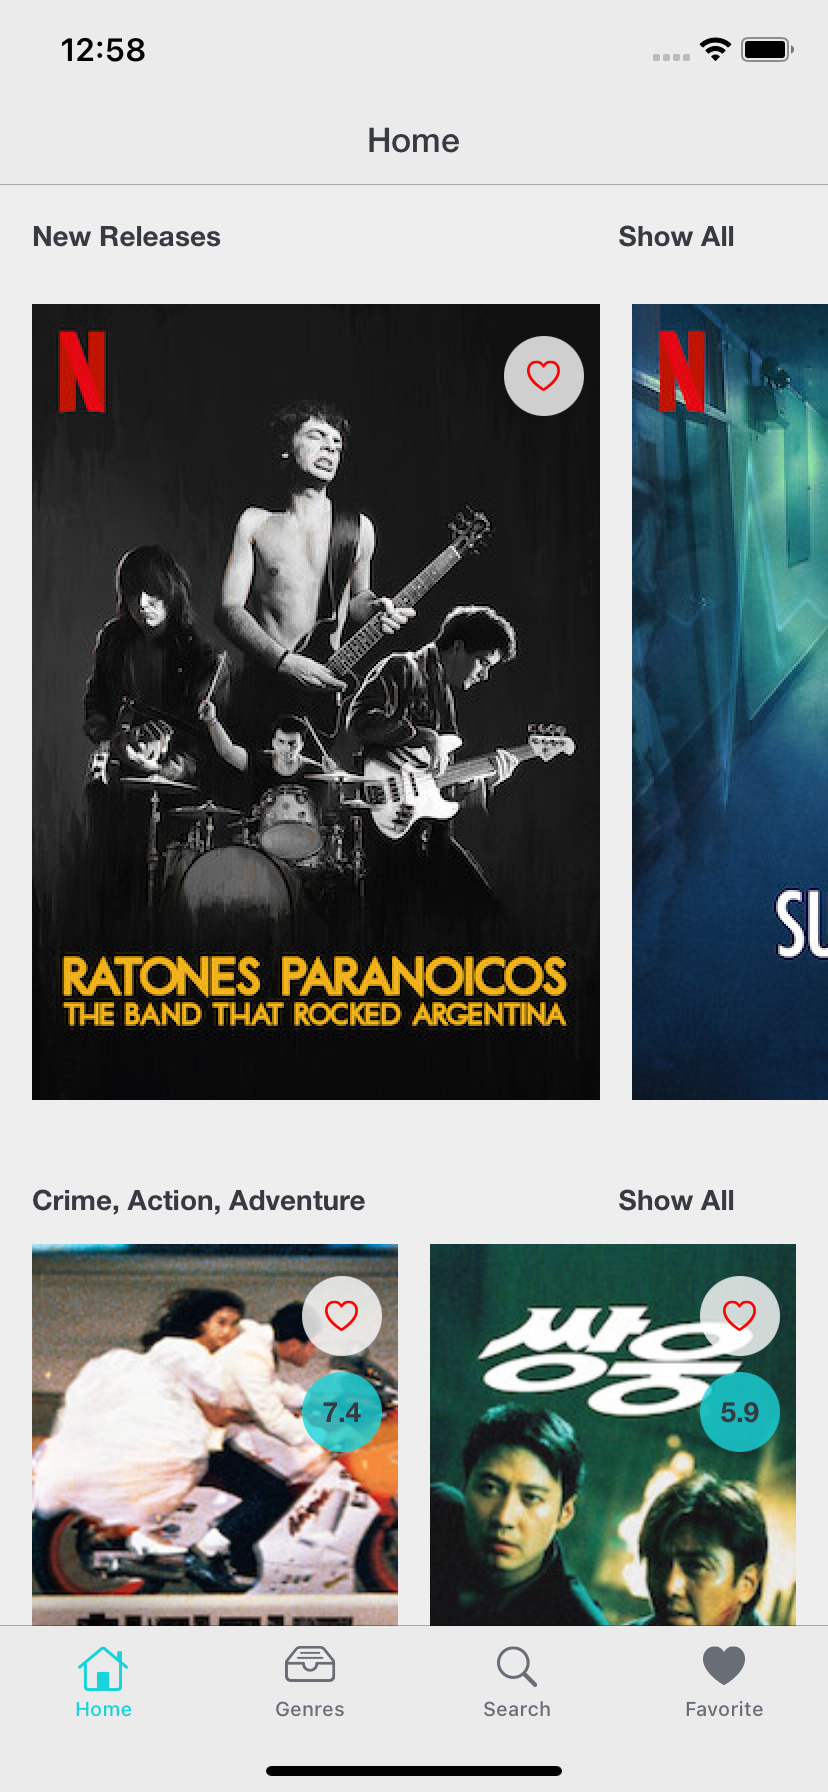 12:58
Home
New Releases
Show All
N
N
RATONES PARANOICOS
THE BAND THAT ROCKED ARGENTINA
Crime, Action, Adventure
Show All
7.4
쌍웅
5.9
Home
Genres
Search
Favorite